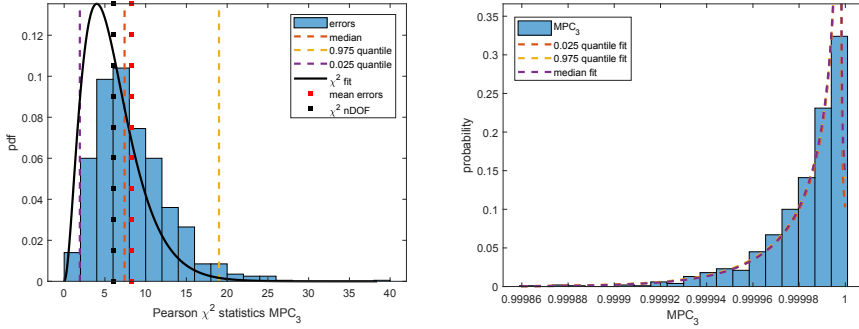 errors
median
0.975 quantile
0.025 quantile
χ² fit
mean errors
χ² nDOF
0.12
0.1
0.08
0.06
0.04
0.02
0
pdf
0 5 10 15 20 25 30 35 40
Pearson χ² statistics MPC₃
MPC₃
0.025 quantile fit
0.975 quantile fit
median fit
0.35
0.3
0.25
0.2
0.15
0.1
0.05
0
probability
0.99986 0.99988 0.9999 0.99992 0.99994 0.99996 0.99998 1
MPC₃